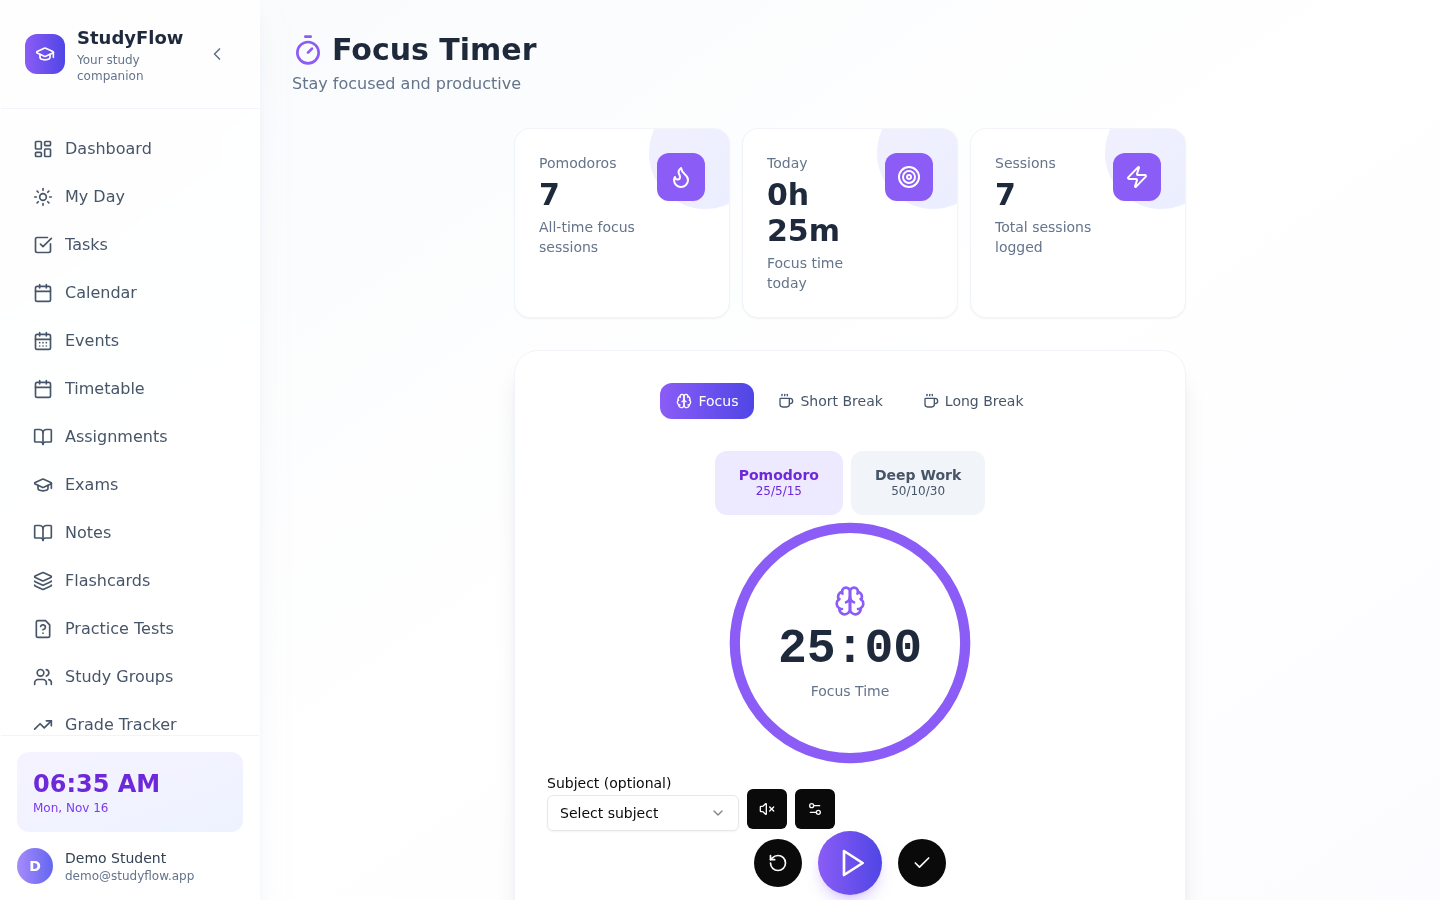 StudyFlow
Your study
companion
Dashboard
My Day
Tasks
Calendar
Events
Timetable
Assignments
Exams
Notes
Flashcards
Practice Tests
Study Groups
Grade Tracker
06:35 AM
Mon, Nov 16
D
Demo Student
demo@studyflow.app
Focus Timer
Stay focused and productive
Pomodoros
7
All-time focus
sessions
Today
0h
25m
Focus time
today
Sessions
7
Total sessions
logged
Focus
Short Break
Long Break
Pomodoro
25/5/15
Deep Work
50/10/30
25:00
Focus Time
Subject (optional)
Select subject